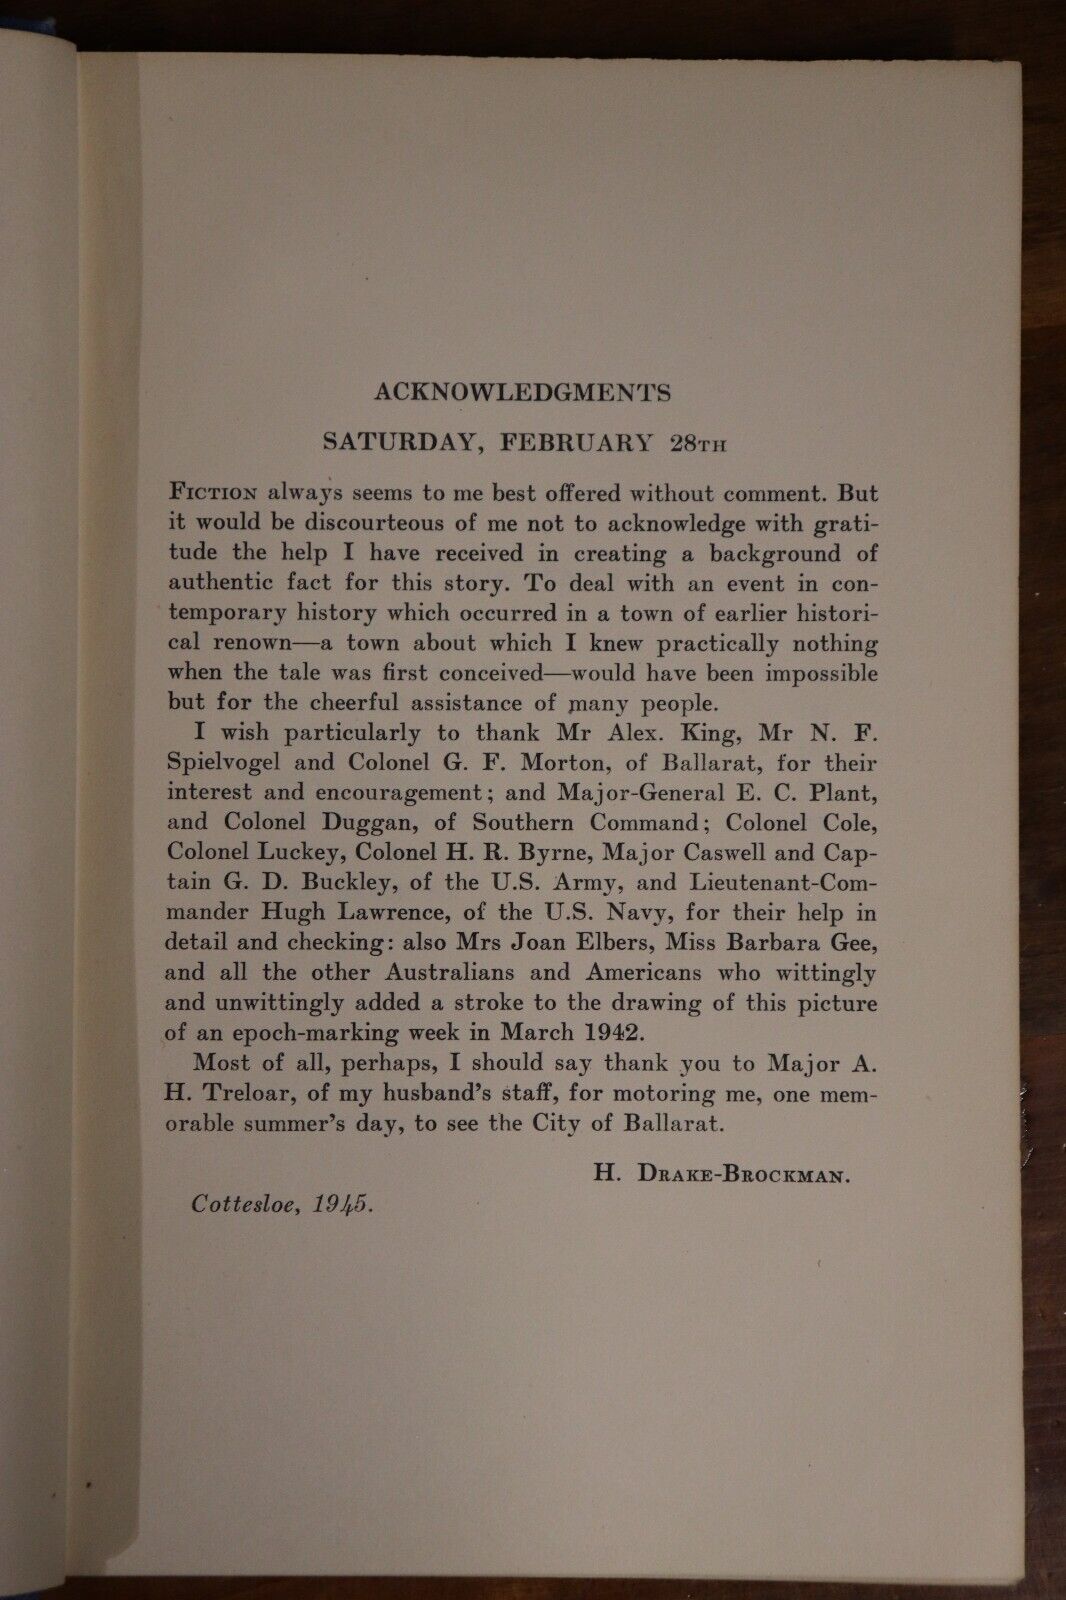 ACKNOWLEDGMENTS
SATURDAY, FEBRUARY 28TH
FICTION always seems to me best offered without comment. But
it would be discourteous of me not to acknowledge with grati-
tude the help I have received in creating a background of
authentic fact for this story. To deal with an event in con-
temporary history which occurred in a town of earlier histori-
cal renown—a town about which I knew practically nothing
when the tale was first conceived—would have been impossible
but for the cheerful assistance of many people.
I wish particularly to thank Mr Alex. King, Mr N. F.
Spielvogel and Colonel G. F. Morton, of Ballarat, for their
interest and encouragement; and Major-General E. C. Plant,
and Colonel Duggan, of Southern Command; Colonel Cole,
Colonel Luckey, Colonel H. R. Byrne, Major Caswell and Cap-
tain G. D. Buckley, of the U.S. Army, and Lieutenant-Com-
mander Hugh Lawrence, of the U.S. Navy, for their help in
detail and checking: also Mrs Joan Elbers, Miss Barbara Gee,
and all the other Australians and Americans who wittingly
and unwittingly added a stroke to the drawing of this picture
of an epoch-marking week in March 1942.
Most of all, perhaps, I should say thank you to Major A.
H. Treloar, of my husband's staff, for motoring me, one mem-
orable summer's day, to see the City of Ballarat.
H. DRAKE-BROCKMAN.
Cottesloe, 1945.